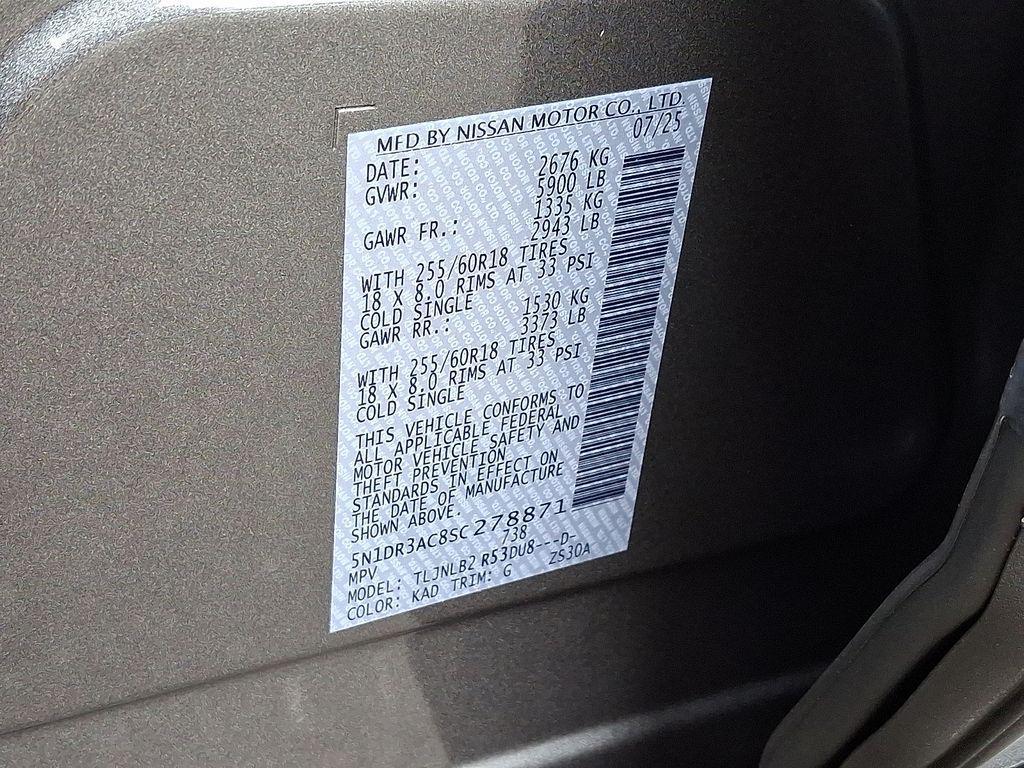 MFD BY NISSAN MOTOR CO., LTD.
DATE: 07/25
GVWR: 2676 KG
5900 LB
GAWR FR.: 1335 KG
2943 LB
WITH 255/60R18 TIRES
18 X 8.0 RIMS AT 33 PSI
COLD SINGLE
GAWR RR.: 1530 KG
3373 LB
WITH 255/60R18 TIRES
18 X 8.0 RIMS AT 33 PSI
COLD SINGLE
THIS VEHICLE CONFORMS TO
ALL APPLICABLE FEDERAL
MOTOR VEHICLE SAFETY AND
THEFT PREVENTION
STANDARDS IN EFFECT ON
THE DATE OF MANUFACTURE
SHOWN ABOVE.
5N1DR3AC8SC278871
MPV 738
MODEL: TLJNLB2 R53DU8---D-
COLOR: KAD TRIM: G ZS30A